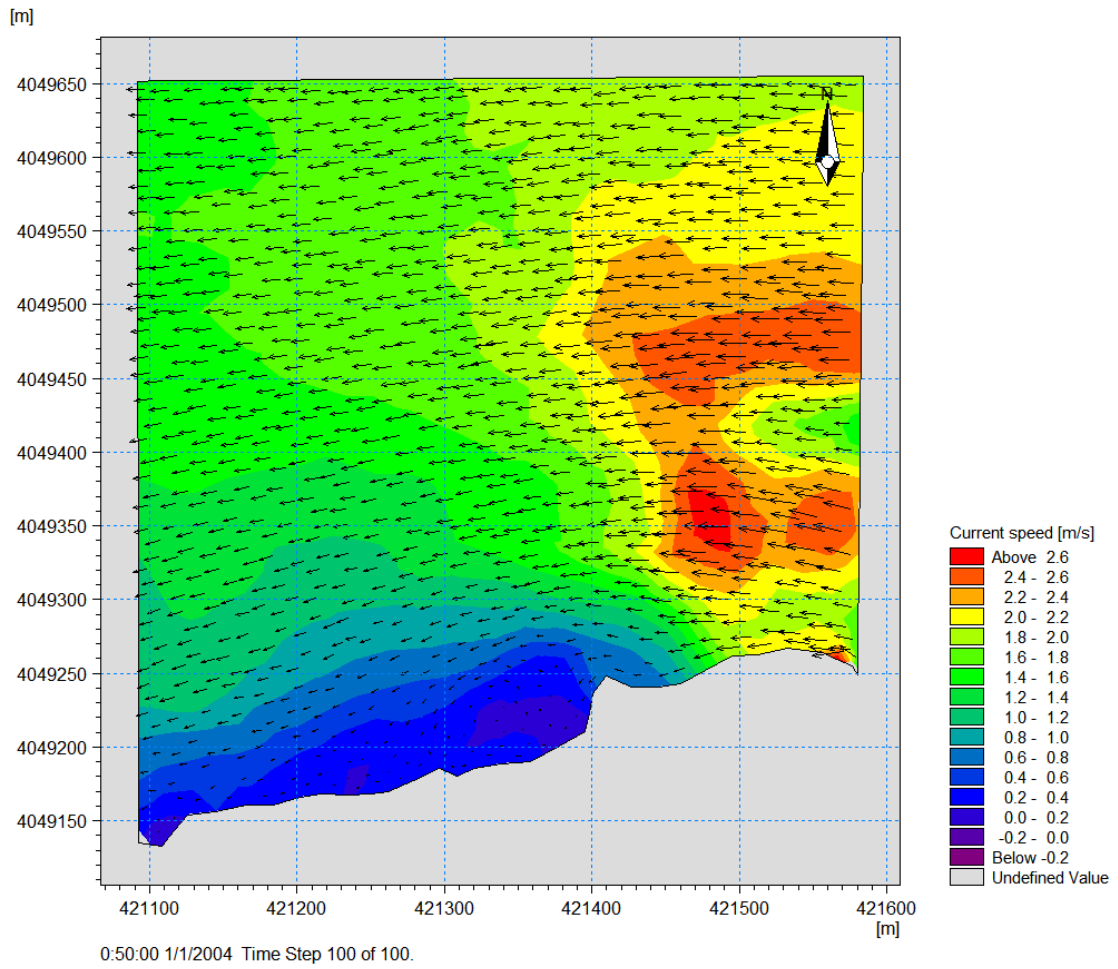 [m]
N
4049650
4049600
4049550
4049500
4049450
4049400
4049350
4049300
4049250
4049200
4049150
421100 421200 421300 421400 421500 421600
[m]
Current speed [m/s]
Above 2.6
2.4 - 2.6
2.2 - 2.4
2.0 - 2.2
1.8 - 2.0
1.6 - 1.8
1.4 - 1.6
1.2 - 1.4
1.0 - 1.2
0.8 - 1.0
0.6 - 0.8
0.4 - 0.6
0.2 - 0.4
0.0 - 0.2
-0.2 - 0.0
Below -0.2
Undefined Value
0:50:00 1/1/2004 Time Step 100 of 100.